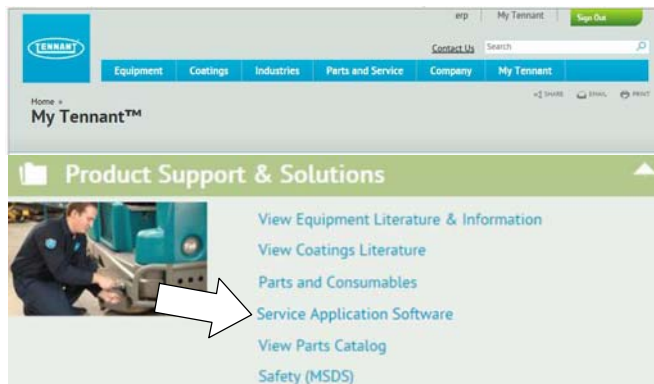 erp My Tennant Sign Out
TENNANT
Contact Us Search
Equipment Coatings Industries Parts and Service Company My Tennant
SHARE EMAIL PRINT
Home »
My Tennant™
Product Support & Solutions
View Equipment Literature & Information
View Coatings Literature
Parts and Consumables
Service Application Software
View Parts Catalog
Safety (MSDS)